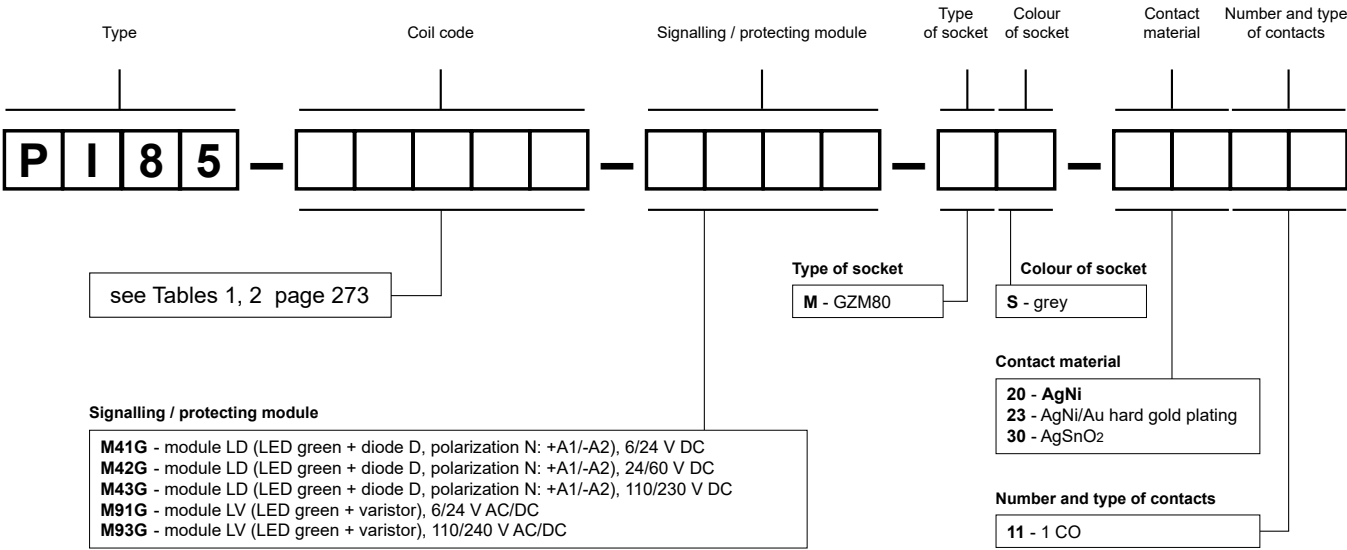 Type
Coil code
Signalling / protecting module
Type
of socket
Colour
of socket
Contact
material
Number and type
of contacts
P I 8 5 – – – –
see Tables 1, 2 page 273
Type of socket
M - GZM80
Colour of socket
S - grey
Contact material
20 - AgNi
23 - AgNi/Au hard gold plating
30 - AgSnO2
Signalling / protecting module
M41G - module LD (LED green + diode D, polarization N: +A1/-A2), 6/24 V DC
M42G - module LD (LED green + diode D, polarization N: +A1/-A2), 24/60 V DC
M43G - module LD (LED green + diode D, polarization N: +A1/-A2), 110/230 V DC
M91G - module LV (LED green + varistor), 6/24 V AC/DC
M93G - module LV (LED green + varistor), 110/240 V AC/DC
Number and type of contacts
11 - 1 CO